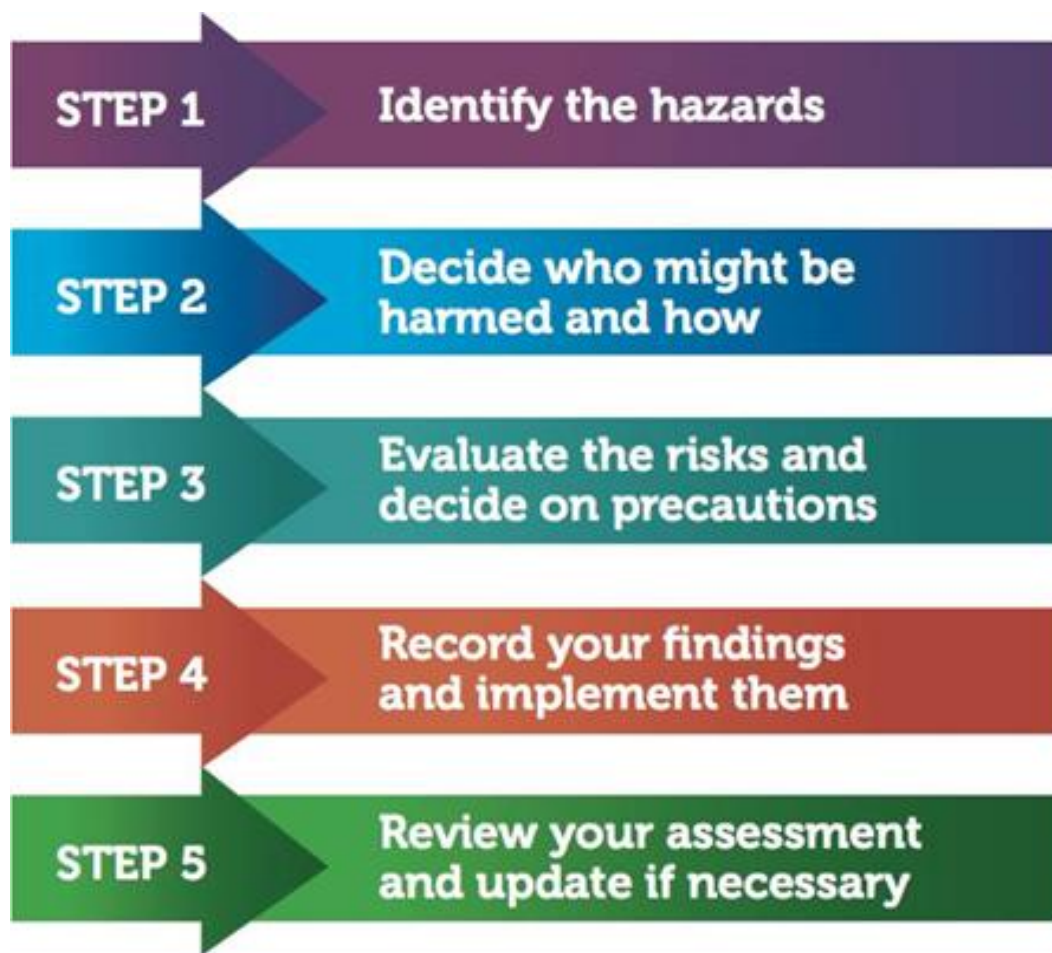 STEP 1
Identify the hazards
STEP 2
Decide who might be
harmed and how
STEP 3
Evaluate the risks and
decide on precautions
STEP 4
Record your findings
and implement them
STEP 5
Review your assessment
and update if necessary